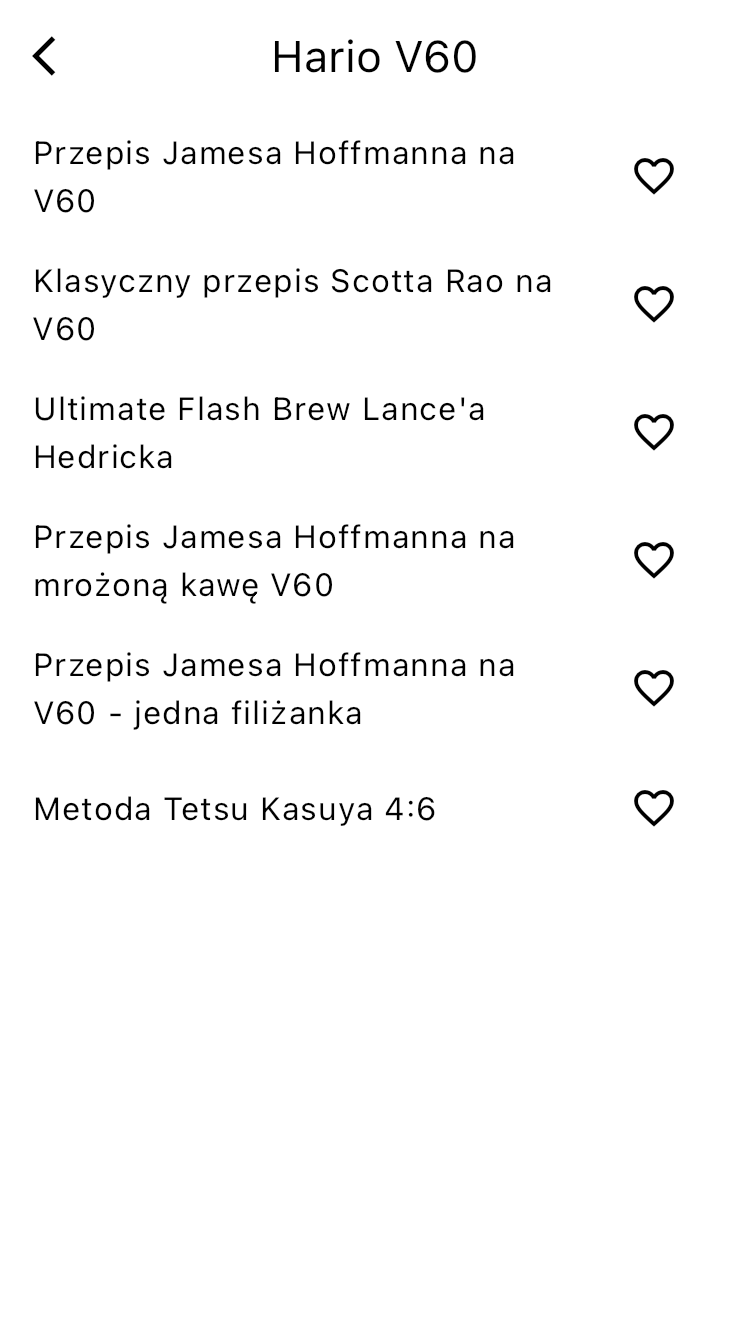 Hario V60
Przepis Jamesa Hoffmanna na
V60
Klasyczny przepis Scotta Rao na
V60
Ultimate Flash Brew Lance'a
Hedricka
Przepis Jamesa Hoffmanna na
mrożoną kawę V60
Przepis Jamesa Hoffmanna na
V60 - jedna filiżanka
Metoda Tetsu Kasuya 4:6